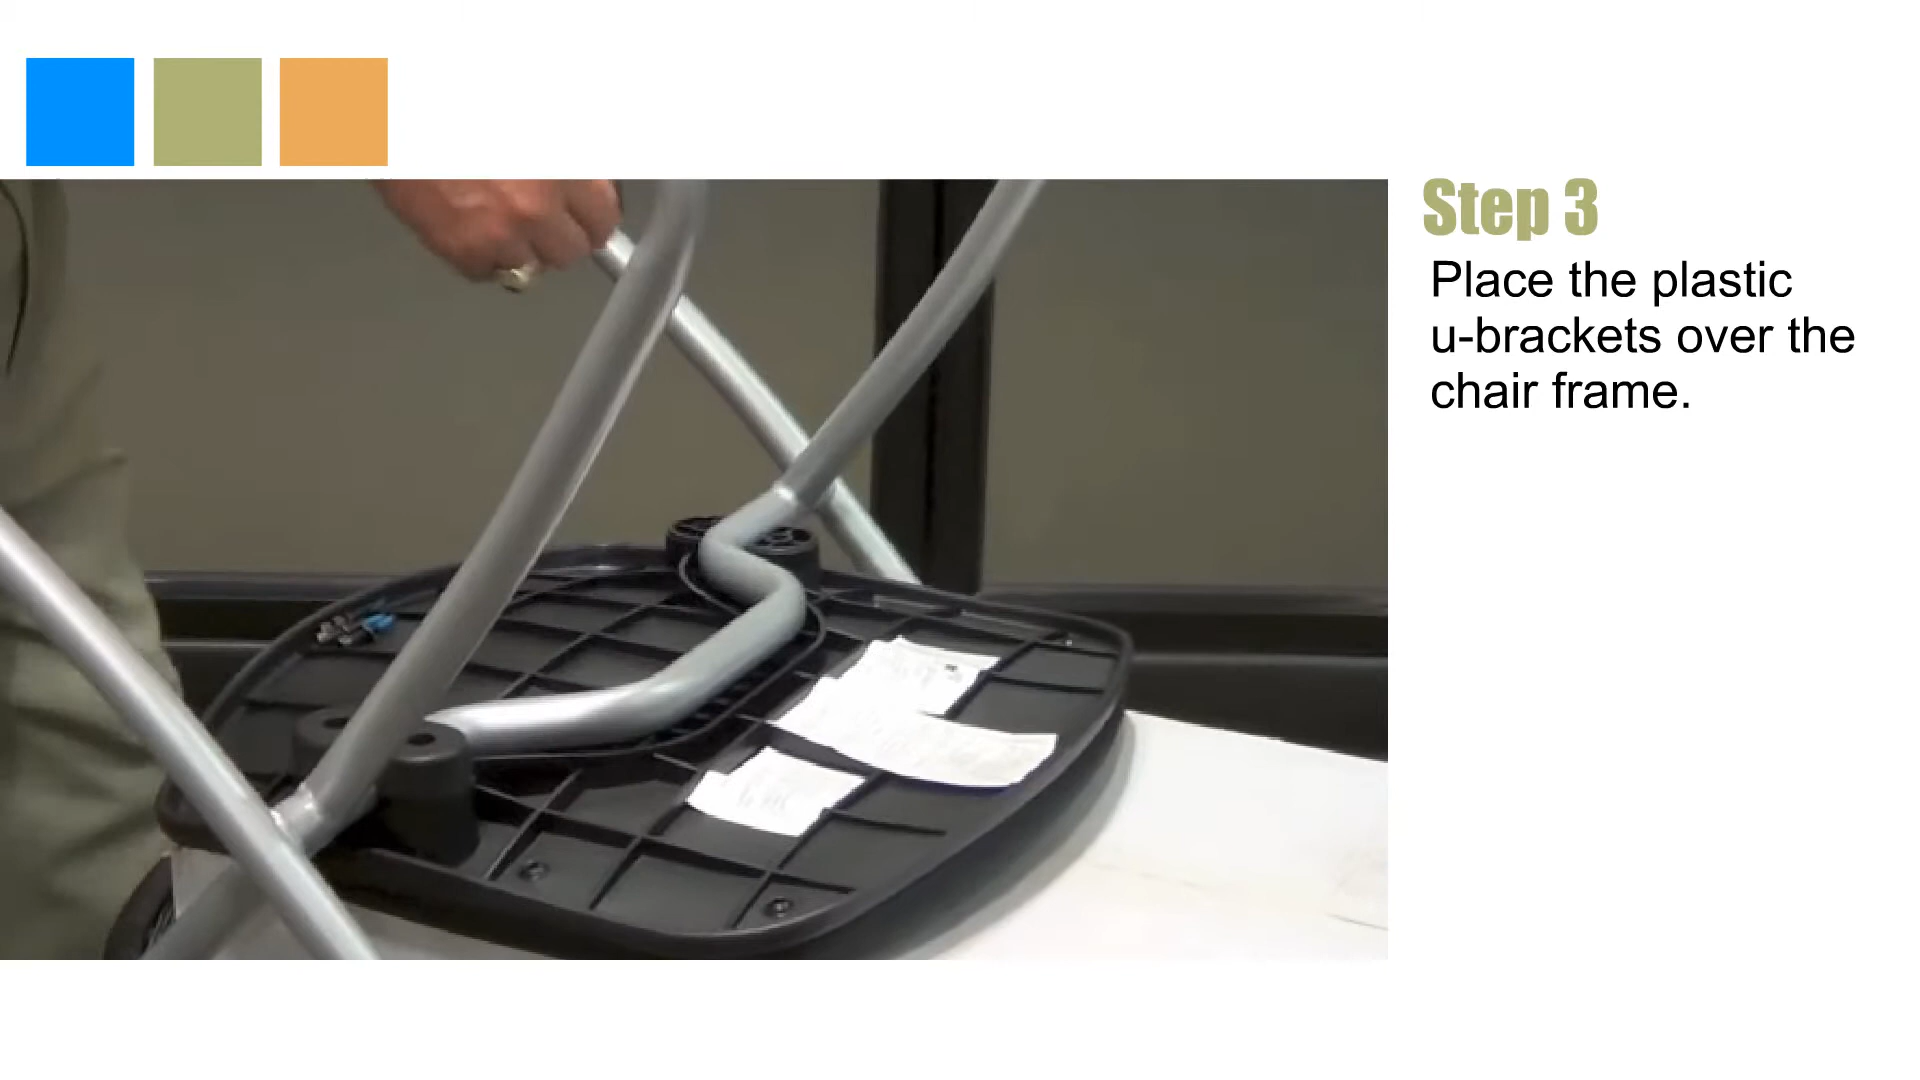 Step 3
Place the plastic
u-brackets over the
chair frame.